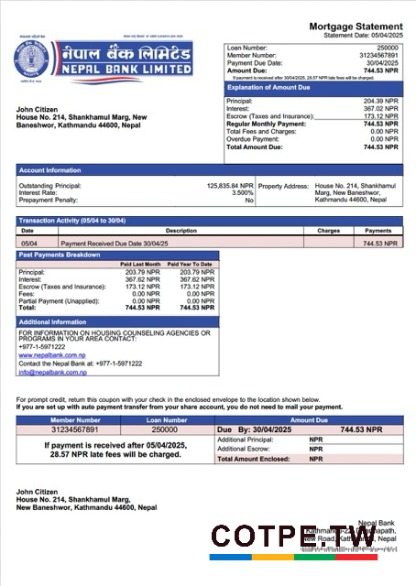 Mortgage Statement
Statement Date: 05/04/2025
नेपाल बैंक लिमिटेड
NEPAL BANK LIMITED
Loan Number: 250000
Member Number: 31234567891
Payment Due Date: 30/04/2025
Amount Due: 744.53 NPR
If payment is received after 30/04/2025, 28.57 NPR late fees will be charged.
John Citizen
House No. 214, Shankhamul Marg, New
Baneshwor, Kathmandu 44600, Nepal
Explanation of Amount Due
Principal: 204.39 NPR
Interest: 367.02 NPR
Escrow (Taxes and Insurance): 173.12 NPR
Regular Monthly Payment: 744.53 NPR
Total Fees and Charges: 0.00 NPR
Overdue Payment: 0.00 NPR
Total Amount Due: 744.53 NPR
Account Information
Outstanding Principal: 125,835.84 NPR
Interest Rate: 3.500%
Prepayment Penalty: No
Property Address: House No. 214, Shankhamul
Marg, New Baneshwor,
Kathmandu 44600, Nepal
Transaction Activity (05/04 to 30/04)
Date Description Charges Payments
05/04 Payment Received Due Date 30/04/25 744.53 NPR
Past Payments Breakdown
Paid Last Month Paid Year To Date
Principal: 203.79 NPR 203.79 NPR
Interest: 367.62 NPR 367.62 NPR
Escrow (Taxes and Insurance): 173.12 NPR 173.12 NPR
Fees: 0.00 NPR 0.00 NPR
Partial Payment (Unapplied): 0.00 NPR 0.00 NPR
Total: 744.53 NPR 744.53 NPR
Additional Information
FOR INFORMATION ON HOUSING COUNSELING AGENCIES OR
PROGRAMS IN YOUR AREA CONTACT:
+977-1-5971222
www.nepalbank.com.np
Contact the Nepal Bank at: +977-1-5971222
info@nepalbank.com.np
For prompt credit, return this coupon with your check in the enclosed envelope to the location shown below.
If you are set up with auto payment transfer from your share account, you do not need to mail your payment.
Member Number Loan Number Amount Due
31234567891 250000 Due By: 30/04/2025 744.53 NPR
If payment is received after 05/04/2025,
28.57 NPR late fees will be charged.
Additional Principal: NPR
Additional Escrow: NPR
Total Amount Enclosed: NPR
John Citizen
House No. 214, Shankhamul Marg,
New Baneshwor, Kathmandu 44600, Nepal
Nepal Bank
New Road, Kathmandu, Nepal
COTPE.TW